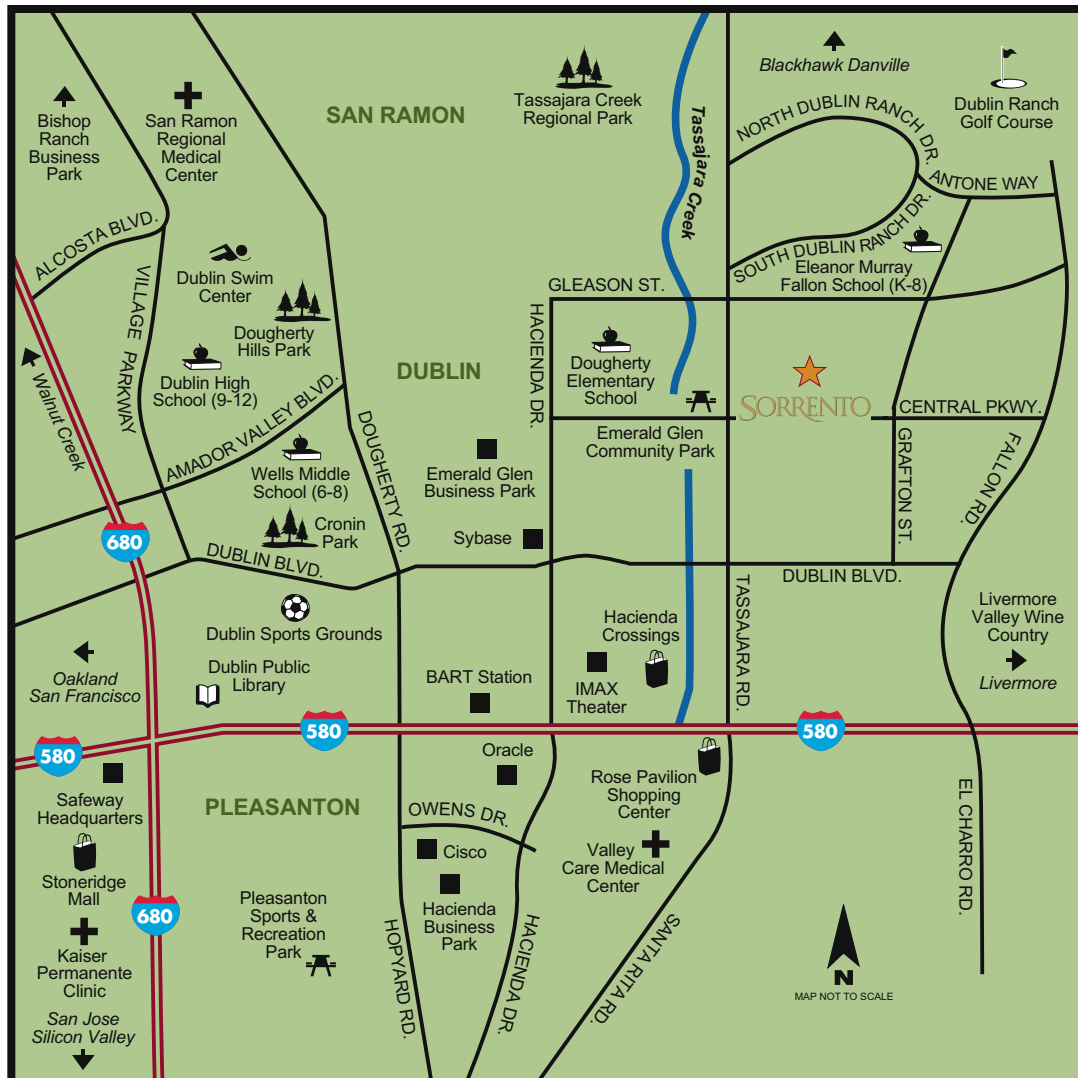 Blackhawk Danville
Dublin Ranch
Golf Course
Tassajara Creek
Regional Park
SAN RAMON
Bishop
Ranch
Business
Park
San Ramon
Regional
Medical
Center
Tassajara Creek
NORTH DUBLIN RANCH DR.
ANTONE WAY
SOUTH DUBLIN RANCH DR.
ALCOSTA BLVD.
Eleanor Murray
Fallon School (K-8)
Dublin Swim
Center
VILLAGE PARKWAY
GLEASON ST.
HACIENDA DR.
Dougherty
Hills Park
Dougherty
Elementary
School
DUBLIN
Dublin High
School (9-12)
Walnut Creek
SORRENTO
CENTRAL PKWY.
AMADOR VALLEY BLVD.
DOUGHERTY RD.
Emerald Glen
Community Park
GRAFTON ST.
FALLON RD.
Wells Middle
School (6-8)
Emerald Glen
Business Park
Cronin
Park
Sybase
680
DUBLIN BLVD.
DUBLIN BLVD.
TASSAJARA RD.
Dublin Sports Grounds
Hacienda
Crossings
Livermore
Valley Wine
Country
Livermore
Oakland
San Francisco
Dublin Public
Library
BART Station
IMAX
Theater
580
580
580
Safeway
Headquarters
PLEASANTON
Oracle
Rose Pavilion
Shopping
Center
OWENS DR.
EL CHARRO RD.
Cisco
Valley
Care Medical
Center
Stoneridge
Mall
680
Pleasanton
Sports &
Recreation
Park
Hacienda
Business
Park
HOPYARD RD.
HACIENDA DR.
SANTA RITA RD.
Kaiser
Permanente
Clinic
San Jose
Silicon Valley
N
MAP NOT TO SCALE